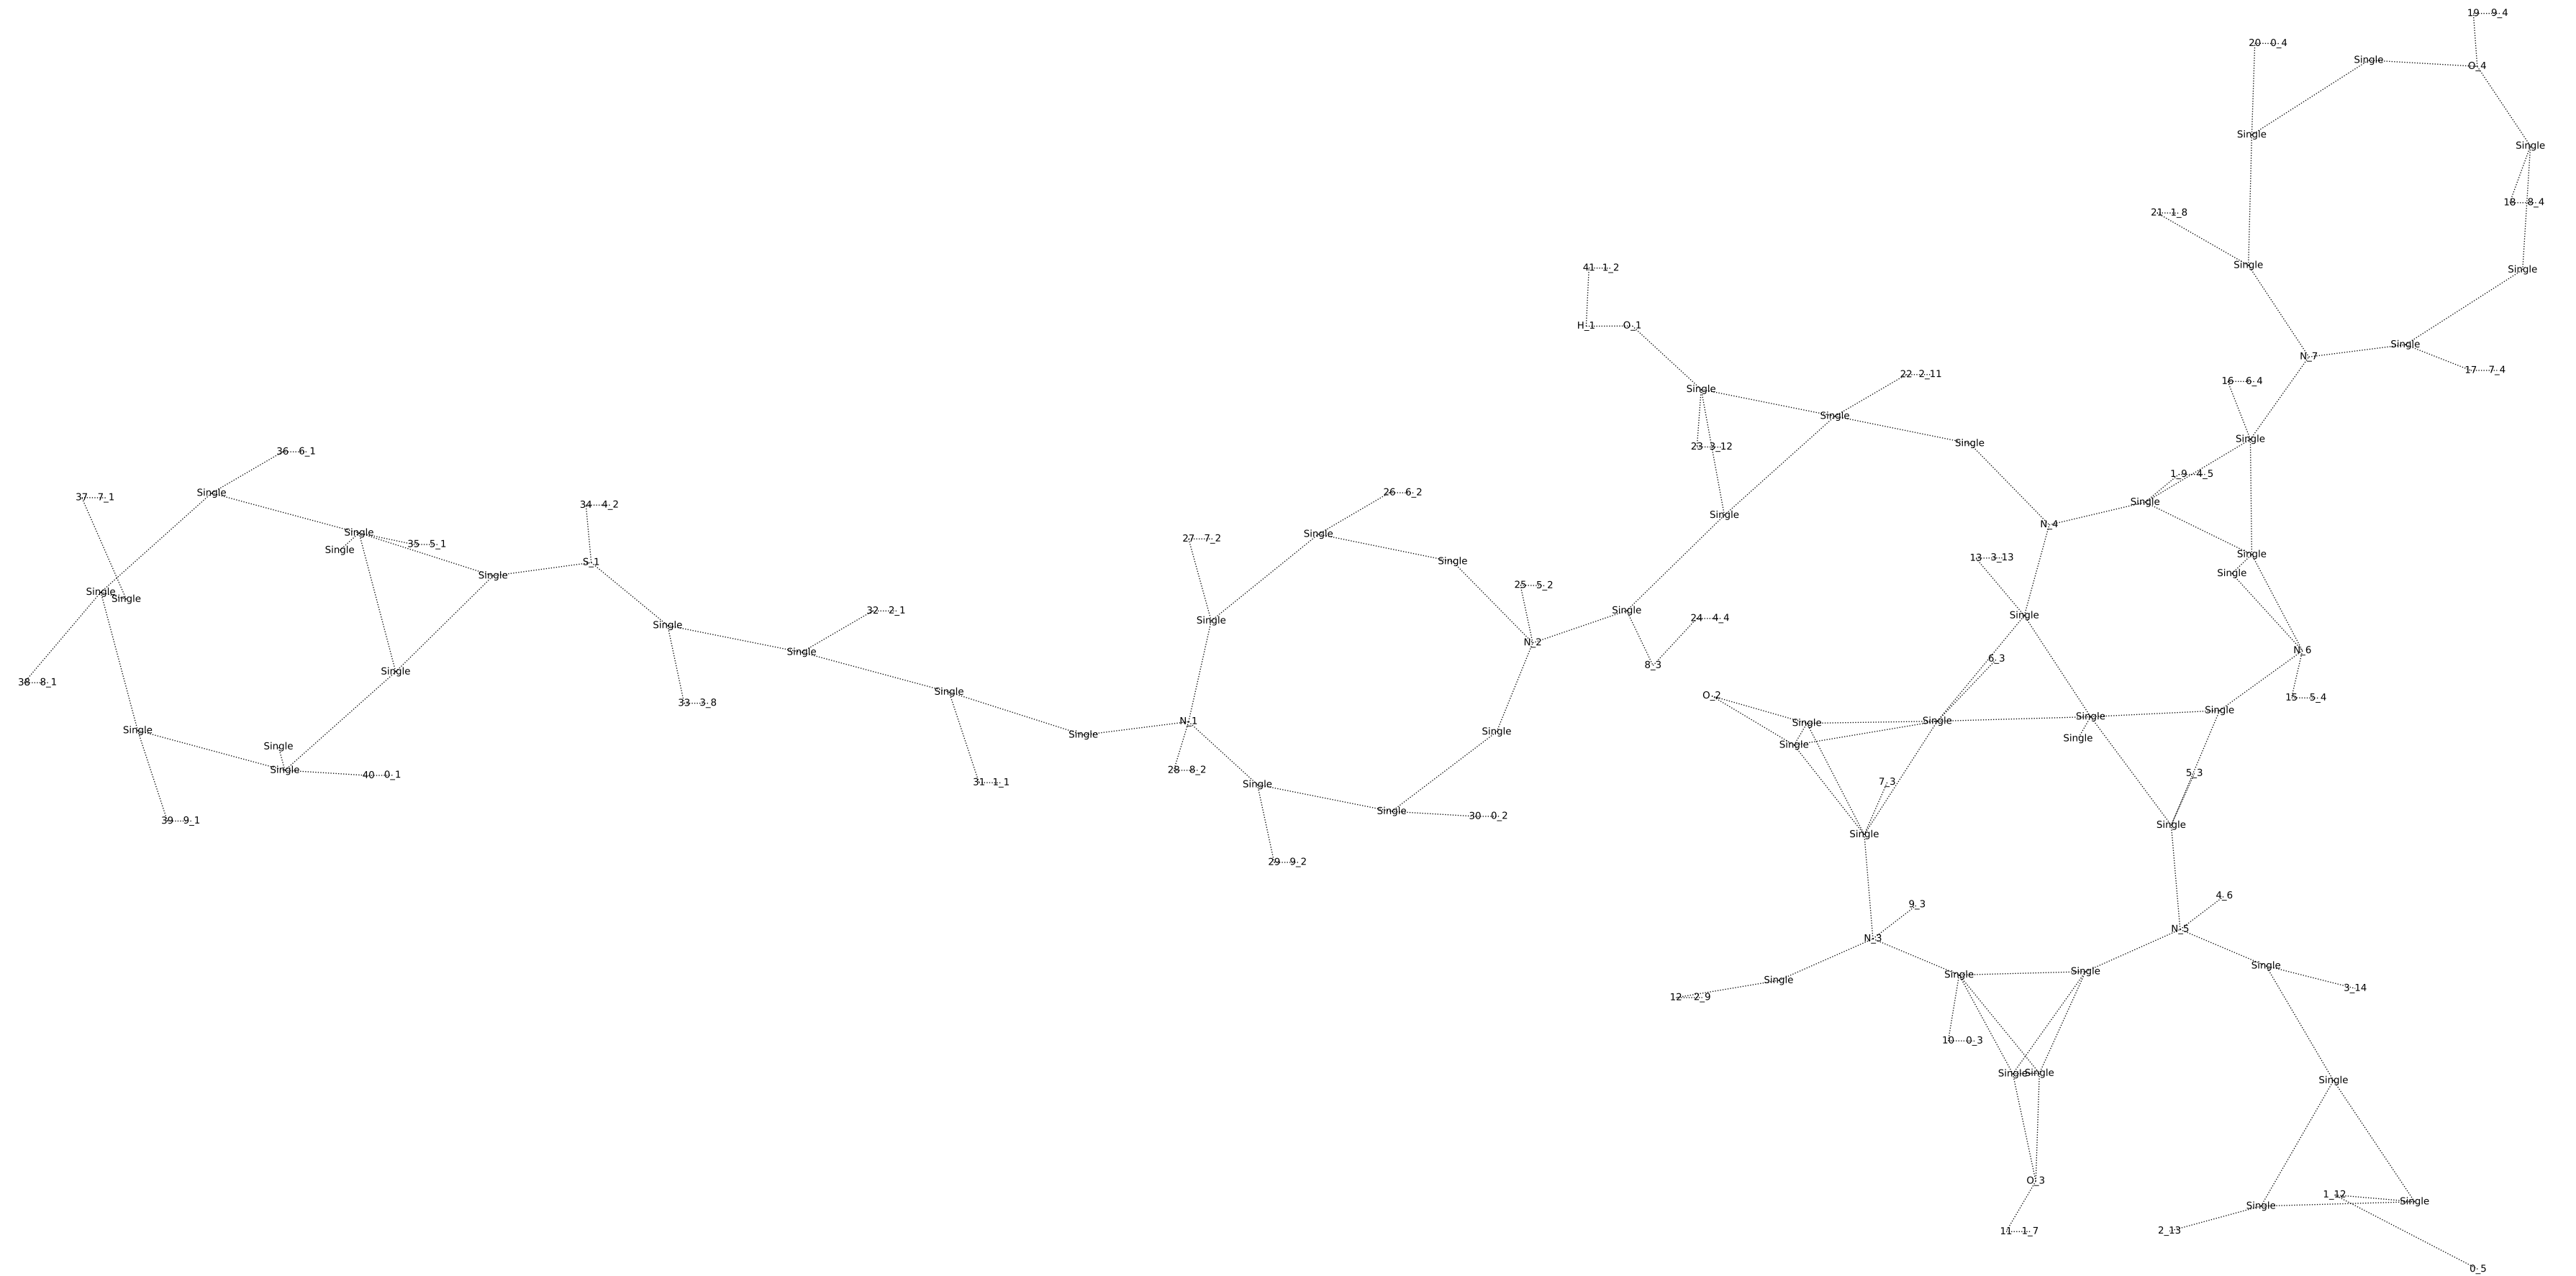 19 9_4
20 0_4
Single O_4
Single
Single
18 8_4
21 1_8
Single
Single
41 1_2
H_1 O_1
Single
N_7
17 7_4
22 2_11
16 6_4
Single
Single
Single
Single
23 3_12
36 6_1
1_9 4_5
Single
26 6_2
37 7_1
Single
34 4_2
Single
N_4
Single
Single
27 7_2
35 5_1
Single
Single
13 3_13
S_1
Single
Single
Single
25 5_2
Single
Single
32 2_1
Single
Single
24 4_4
Single
Single
N_2
Single
N_6
6_3
8_3
Single
38 8_1
Single
O_2
15 5_4
33 3_8
Single
Single
N_1
Single
Single
Single
Single
Single
Single
Single
Single
Single
28 8_2
Single
40 0_1
5_3
31 1_1
Single
7_3
Single
30 0_2
39 9_1
Single
Single
29 9_2
4_6
9_3
N_5
N_3
Single
Single
Single
Single
3_14
12 2_9
10 0_3
Single Single
Single
O_3
1_12
Single
Single
2_13
11 1_7
0_5